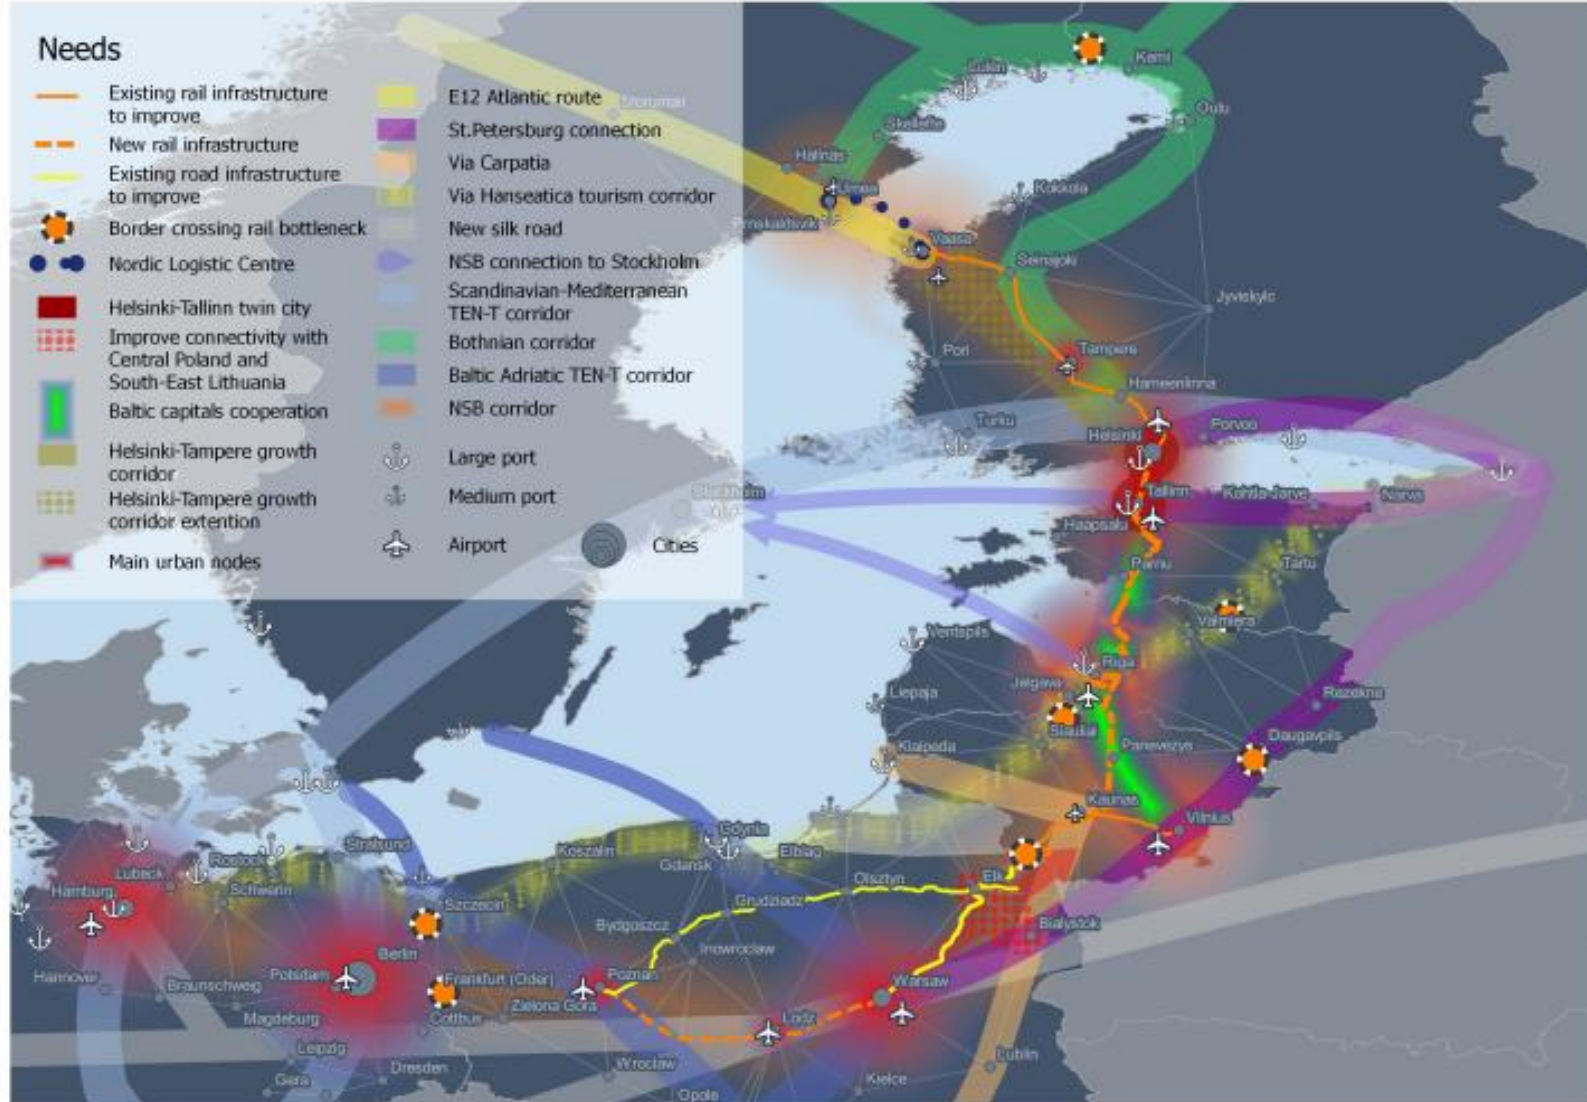 Needs
Existing rail infrastructure
to improve
New rail infrastructure
Existing road infrastructure
to improve
Border crossing rail bottleneck
Nordic Logistic Centre
Helsinki-Tallinn twin city
Improve connectivity with
Central Poland and
South-East Lithuania
Baltic capitals cooperation
Helsinki-Tampere growth
corridor
Helsinki-Tampere growth
corridor extention
Main urban nodes
E12 Atlantic route
St.Petersburg connection
Via Carpatia
Via Hanseatica tourism corridor
New silk road
NSB connection to Stockholm
Scandinavian-Mediterranean
TEN-T corridor
Bothnian corridor
Baltic Adriatic TEN-T corridor
NSB corridor
Large port
Medium port
Airport
Cities
Storuman
Kemi
Lulea
Oulu
Skellefte
Hallnas
Umea
Kokkola
Ornskoldsvik
Vaasa
Seinajoki
Jyviskylc
Pori
Tampere
Hameenlinna
Turku
Helsinki
Porvoo
Stockholm
Tallinn
Kohtla-Jarve
Narva
Haapsalu
Parnu
Tartu
Valmiera
Ventspils
Riga
Jelgava
Liepaja
Rezekne
Siauliai
Klaipeda
Panevezys
Daugavpils
Kaunas
Vilnius
Gdynia
Stralsund
Koszalin
Elblag
Rostock
Gdansk
Lubeck
Schwerin
Olsztyn
Elk
Hamburg
Szczecin
Grudziadz
Bydgoszcz
Bialystok
Inowroclaw
Berlin
Hannover
Potsdam
Frankfurt (Oder)
Poznan
Warsaw
Braunschweig
Zielona Gora
Magdeburg
Cottbus
Lodz
Leipzig
Lublin
Dresden
Wroclaw
Gera
Kielce
Opole